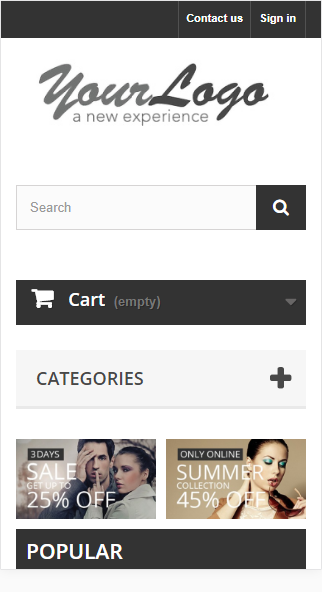 Contact us
Sign in
YourLogo
a new experience
Search
Cart (empty)
CATEGORIES
3 DAYS
SALE
GET UP TO
25% OFF
ONLY ONLINE
SUMMER
COLLECTION
45% OFF
POPULAR